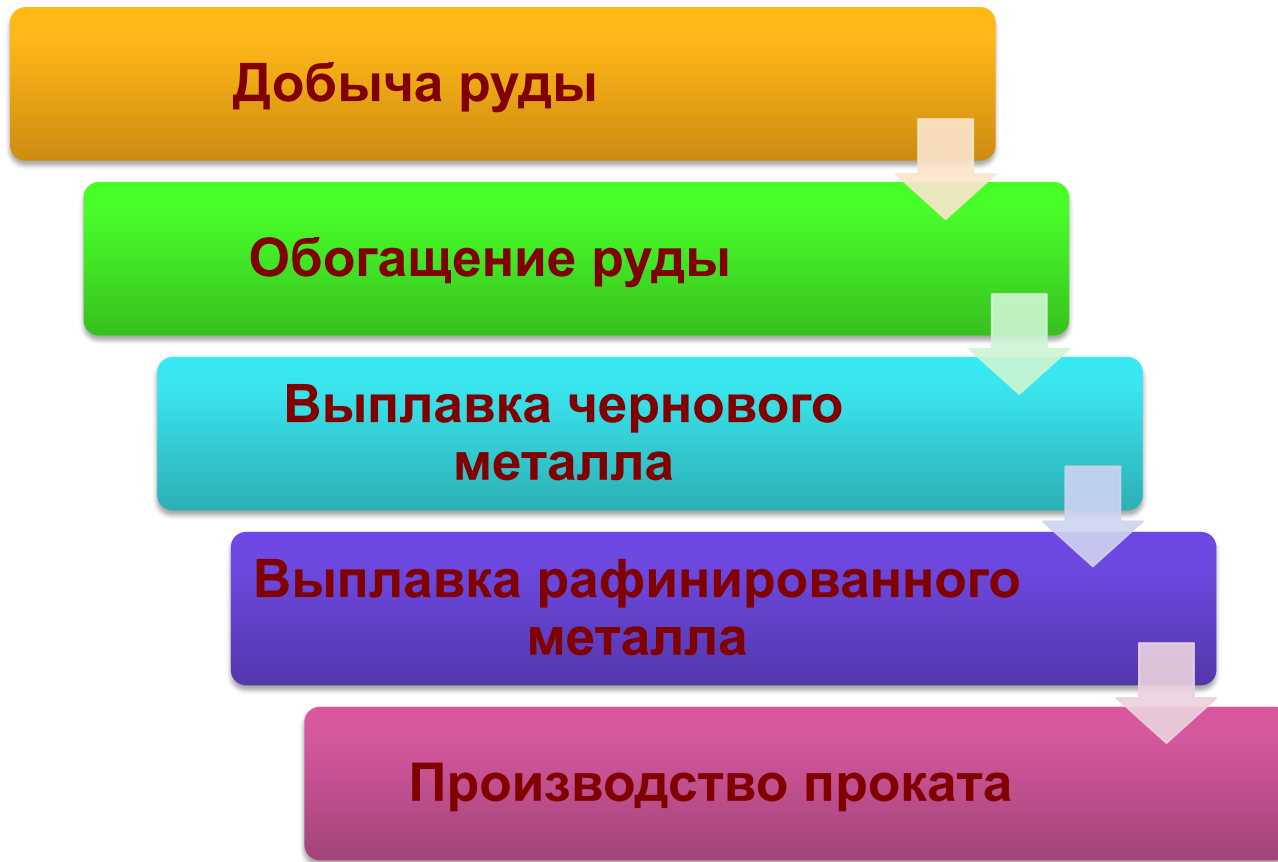 Добыча руды
Обогащение руды
Выплавка чернового
металла
Выплавка рафинированного
металла
Производство проката